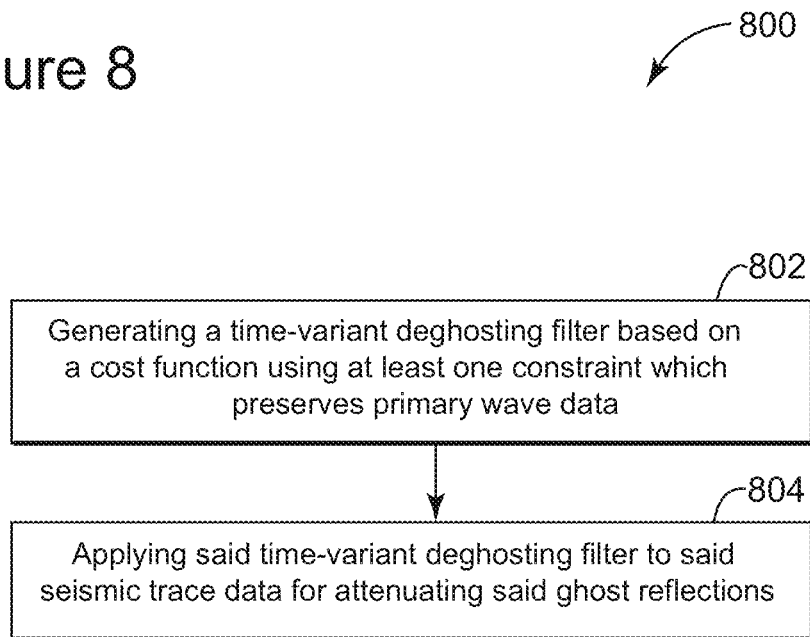 ure 8
800
802
Generating a time-variant deghosting filter based on
a cost function using at least one constraint which
preserves primary wave data
804
Applying said time-variant deghosting filter to said
seismic trace data for attenuating said ghost reflections